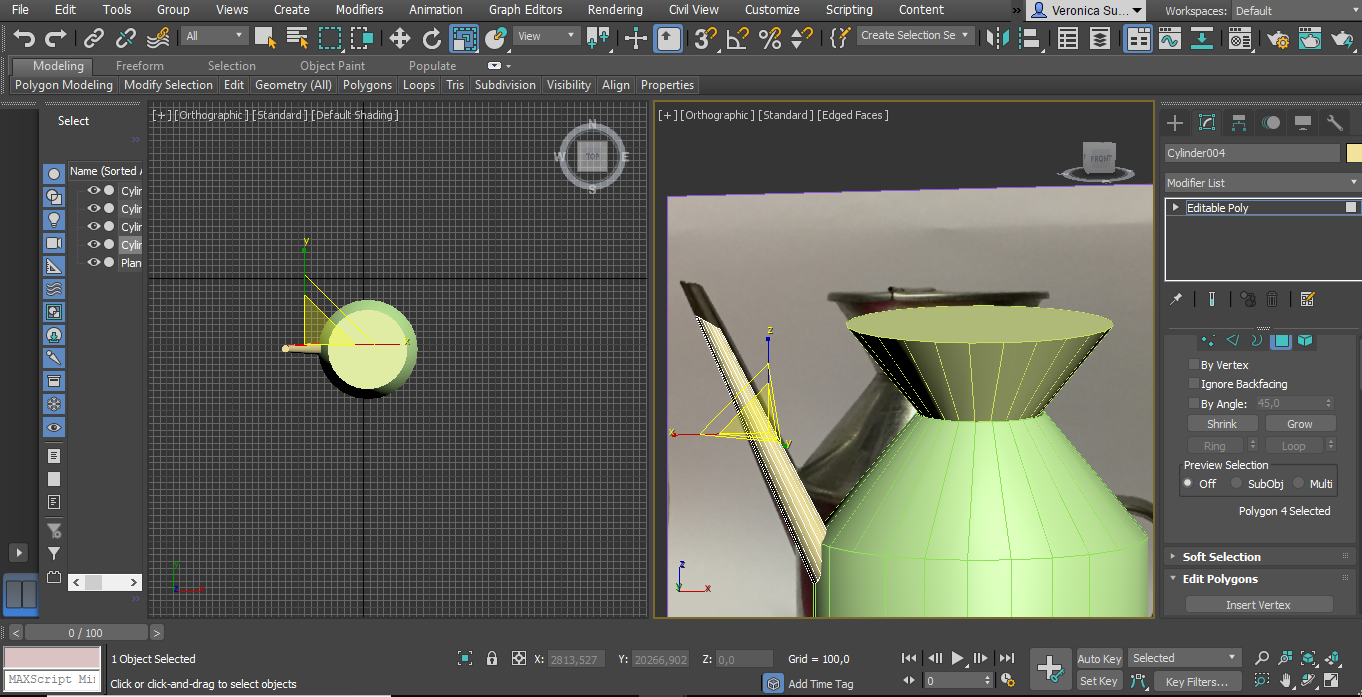 File Edit Tools Group Views Create Modifiers Animation Graph Editors Rendering Civil View Customize Scripting Content » Veronica Su... Workspaces: Default
All View 3 Create Selection Se
Modeling Freeform Selection Object Paint Populate
Polygon Modeling Modify Selection Edit Geometry (All) Polygons Loops Tris Subdivision Visibility Align Properties
Select
[+] [Orthographic] [Standard] [Default Shading]
[+] [Orthographic] [Standard] [Edged Faces]
N
W TOP E
S
FRONT
Cylinder004
Modifier List
Name (Sorted A
Cylin
Cylin
Cylin
Cylin
Plan
Editable Poly
y
x
z
x
y
By Vertex
Ignore Backfacing
By Angle: 45,0
Shrink Grow
Ring Loop
Preview Selection
Off SubObj Multi
Polygon 4 Selected
Soft Selection
Edit Polygons
Insert Vertex
y
z x
z
y x
< 0 / 100 >
1 Object Selected X: 2813,527 Y: 20266,902 Z: 0,0 Grid = 100,0 Auto Key Selected
MAXScript Mi
Click or click-and-drag to select objects Add Time Tag 0 Set Key Key Filters...